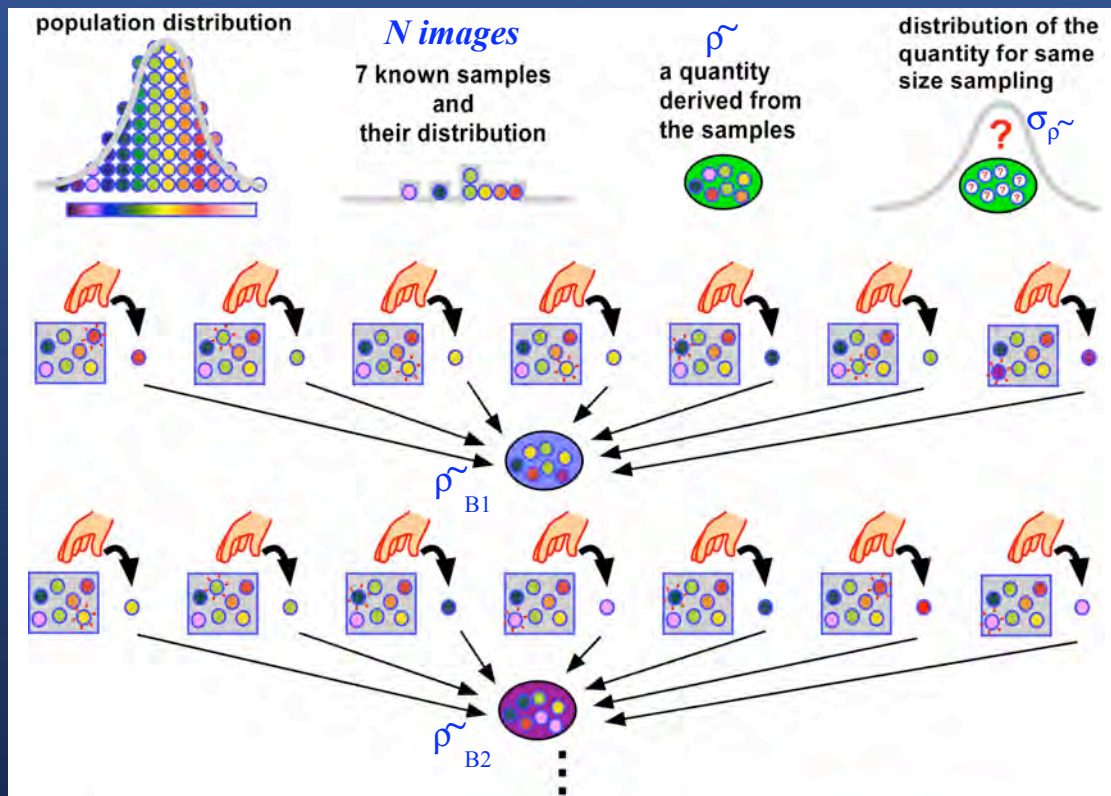 population distribution
N images
7 known samples
and
their distribution
ρ~
a quantity
derived from
the samples
distribution of the
quantity for same
size sampling
?
σρ~
? ? ? ? ? ? ?
ρ~B1
ρ~B2